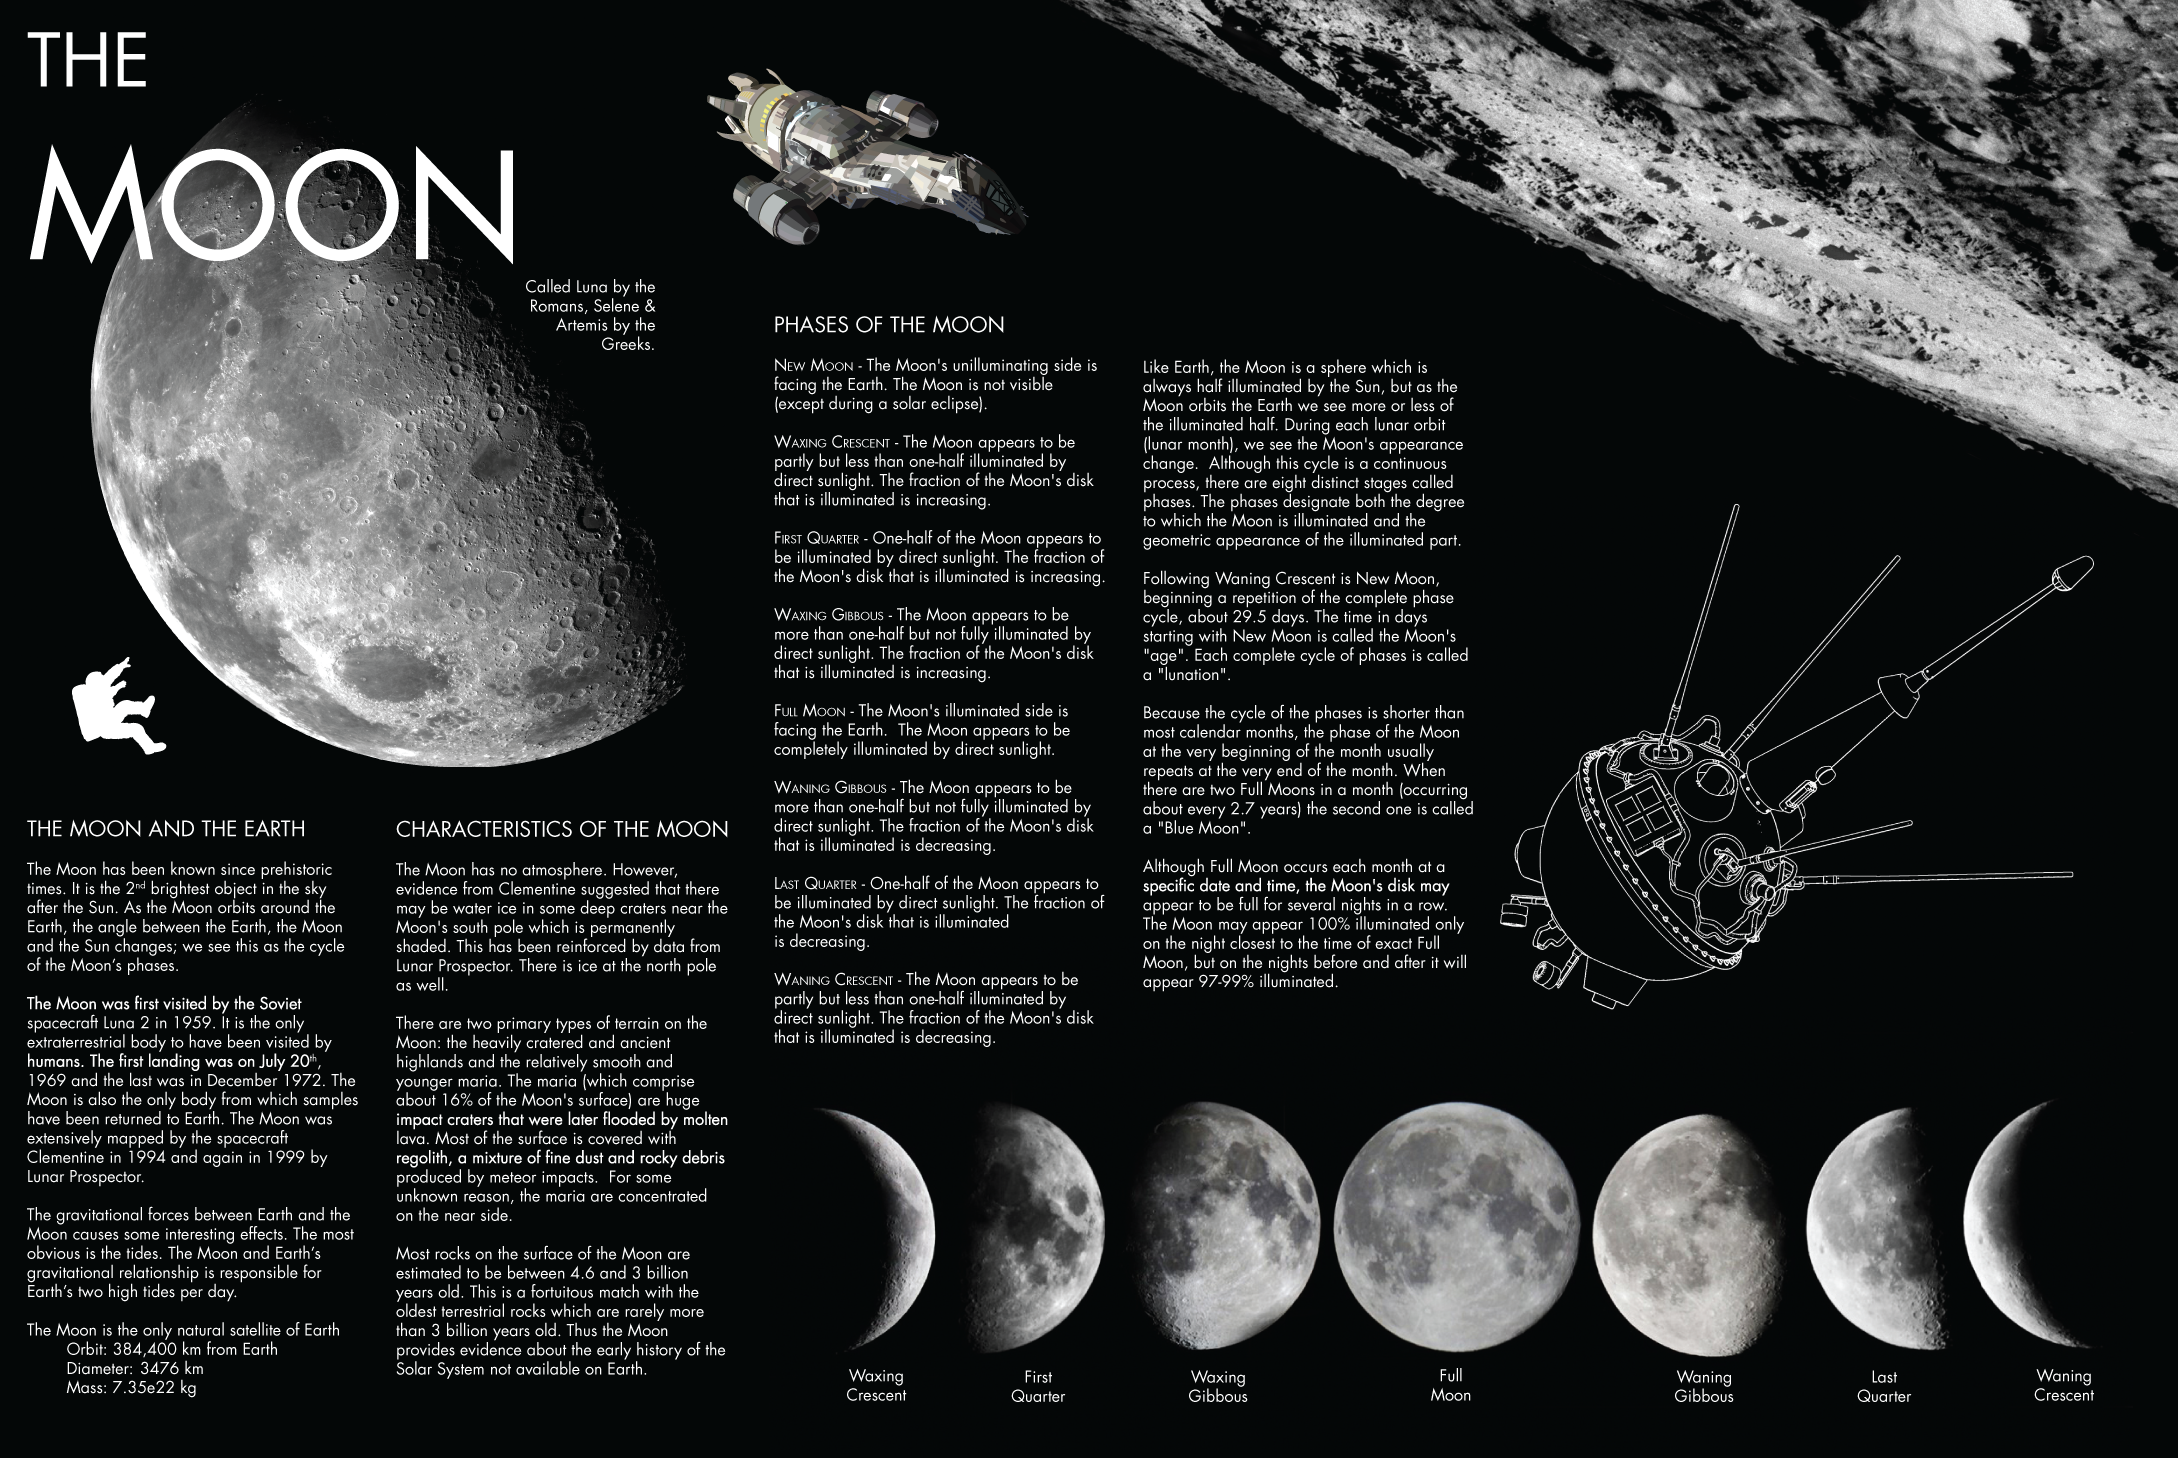 THE
MOON
Called Luna by the
Romans, Selene &
Artemis by the
Greeks.
THE MOON AND THE EARTH
The Moon has been known since prehistoric
times. It is the 2nd brightest object in the sky
after the Sun. As the Moon orbits around the
Earth, the angle between the Earth, the Moon
and the Sun changes; we see this as the cycle
of the Moon’s phases.
The Moon was first visited by the Soviet
spacecraft Luna 2 in 1959. It is the only
extraterrestrial body to have been visited by
humans. The first landing was on July 20th,
1969 and the last was in December 1972. The
Moon is also the only body from which samples
have been returned to Earth. The Moon was
extensively mapped by the spacecraft
Clementine in 1994 and again in 1999 by
Lunar Prospector.
The gravitational forces between Earth and the
Moon causes some interesting effects. The most
obvious is the tides. The Moon and Earth’s
gravitational relationship is responsible for
Earth’s two high tides per day.
The Moon is the only natural satellite of Earth
Orbit: 384,400 km from Earth
Diameter: 3476 km
Mass: 7.35e22 kg
CHARACTERISTICS OF THE MOON
The Moon has no atmosphere. However,
evidence from Clementine suggested that there
may be water ice in some deep craters near the
Moon's south pole which is permanently
shaded. This has been reinforced by data from
Lunar Prospector. There is ice at the north pole
as well.
There are two primary types of terrain on the
Moon: the heavily cratered and ancient
highlands and the relatively smooth and
younger maria. The maria (which comprise
about 16% of the Moon's surface) are huge
impact craters that were later flooded by molten
lava. Most of the surface is covered with
regolith, a mixture of fine dust and rocky debris
produced by meteor impacts.  For some
unknown reason, the maria are concentrated
on the near side.
Most rocks on the surface of the Moon are
estimated to be between 4.6 and 3 billion
years old. This is a fortuitous match with the
oldest terrestrial rocks which are rarely more
than 3 billion years old. Thus the Moon
provides evidence about the early history of the
Solar System not available on Earth.
PHASES OF THE MOON
New Moon - The Moon's unilluminating side is
facing the Earth. The Moon is not visible
(except during a solar eclipse).
Waxing Crescent - The Moon appears to be
partly but less than one-half illuminated by
direct sunlight. The fraction of the Moon's disk
that is illuminated is increasing.
First Quarter - One-half of the Moon appears to
be illuminated by direct sunlight. The fraction of
the Moon's disk that is illuminated is increasing.
Waxing Gibbous - The Moon appears to be
more than one-half but not fully illuminated by
direct sunlight. The fraction of the Moon's disk
that is illuminated is increasing.
Full Moon - The Moon's illuminated side is
facing the Earth.  The Moon appears to be
completely illuminated by direct sunlight.
Waning Gibbous - The Moon appears to be
more than one-half but not fully illuminated by
direct sunlight. The fraction of the Moon's disk
that is illuminated is decreasing.
Last Quarter - One-half of the Moon appears to
be illuminated by direct sunlight. The fraction of
the Moon's disk that is illuminated
is decreasing.
Waning Crescent - The Moon appears to be
partly but less than one-half illuminated by
direct sunlight. The fraction of the Moon's disk
that is illuminated is decreasing.
Like Earth, the Moon is a sphere which is
always half illuminated by the Sun, but as the
Moon orbits the Earth we see more or less of
the illuminated half. During each lunar orbit
(lunar month), we see the Moon's appearance
change.  Although this cycle is a continuous
process, there are eight distinct stages called
phases. The phases designate both the degree
to which the Moon is illuminated and the
geometric appearance of the illuminated part.
Following Waning Crescent is New Moon,
beginning a repetition of the complete phase
cycle, about 29.5 days. The time in days
starting with New Moon is called the Moon's
"age". Each complete cycle of phases is called
a "lunation".
Because the cycle of the phases is shorter than
most calendar months, the phase of the Moon
at the very beginning of the month usually
repeats at the very end of the month. When
there are two Full Moons in a month (occurring
about every 2.7 years) the second one is called
a "Blue Moon".
Although Full Moon occurs each month at a
specific date and time, the Moon's disk may
appear to be full for several nights in a row.
The Moon may appear 100% illuminated only
on the night closest to the time of exact Full
Moon, but on the nights before and after it will
appear 97-99% illuminated.
Waxing
Crescent
First
Quarter
Waxing
Gibbous
Full
Moon
Waning
Gibbous
Last
Quarter
Waning
Crescent